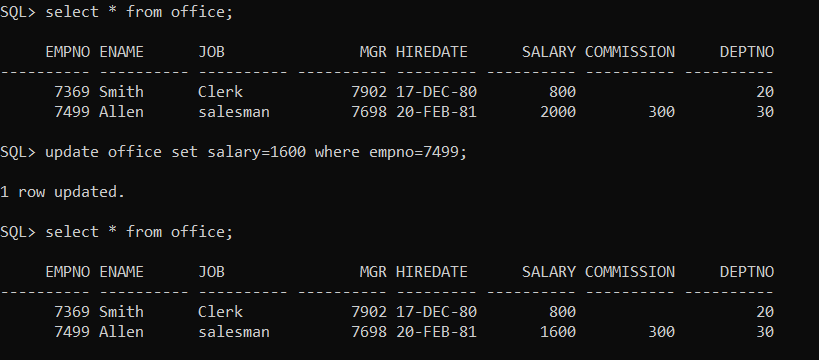 SQL> select * from office;
     EMPNO ENAME      JOB               MGR HIREDATE      SALARY COMMISSION     DEPTNO
---------- ---------- ---------- ---------- --------- ---------- ---------- ----------
      7369 Smith      Clerk            7902 17-DEC-80        800                    20
      7499 Allen      salesman         7698 20-FEB-81       2000        300         30
SQL> update office set salary=1600 where empno=7499;
1 row updated.
SQL> select * from office;
     EMPNO ENAME      JOB               MGR HIREDATE      SALARY COMMISSION     DEPTNO
---------- ---------- ---------- ---------- --------- ---------- ---------- ----------
      7369 Smith      Clerk            7902 17-DEC-80        800                    20
      7499 Allen      salesman         7698 20-FEB-81       1600        300         30